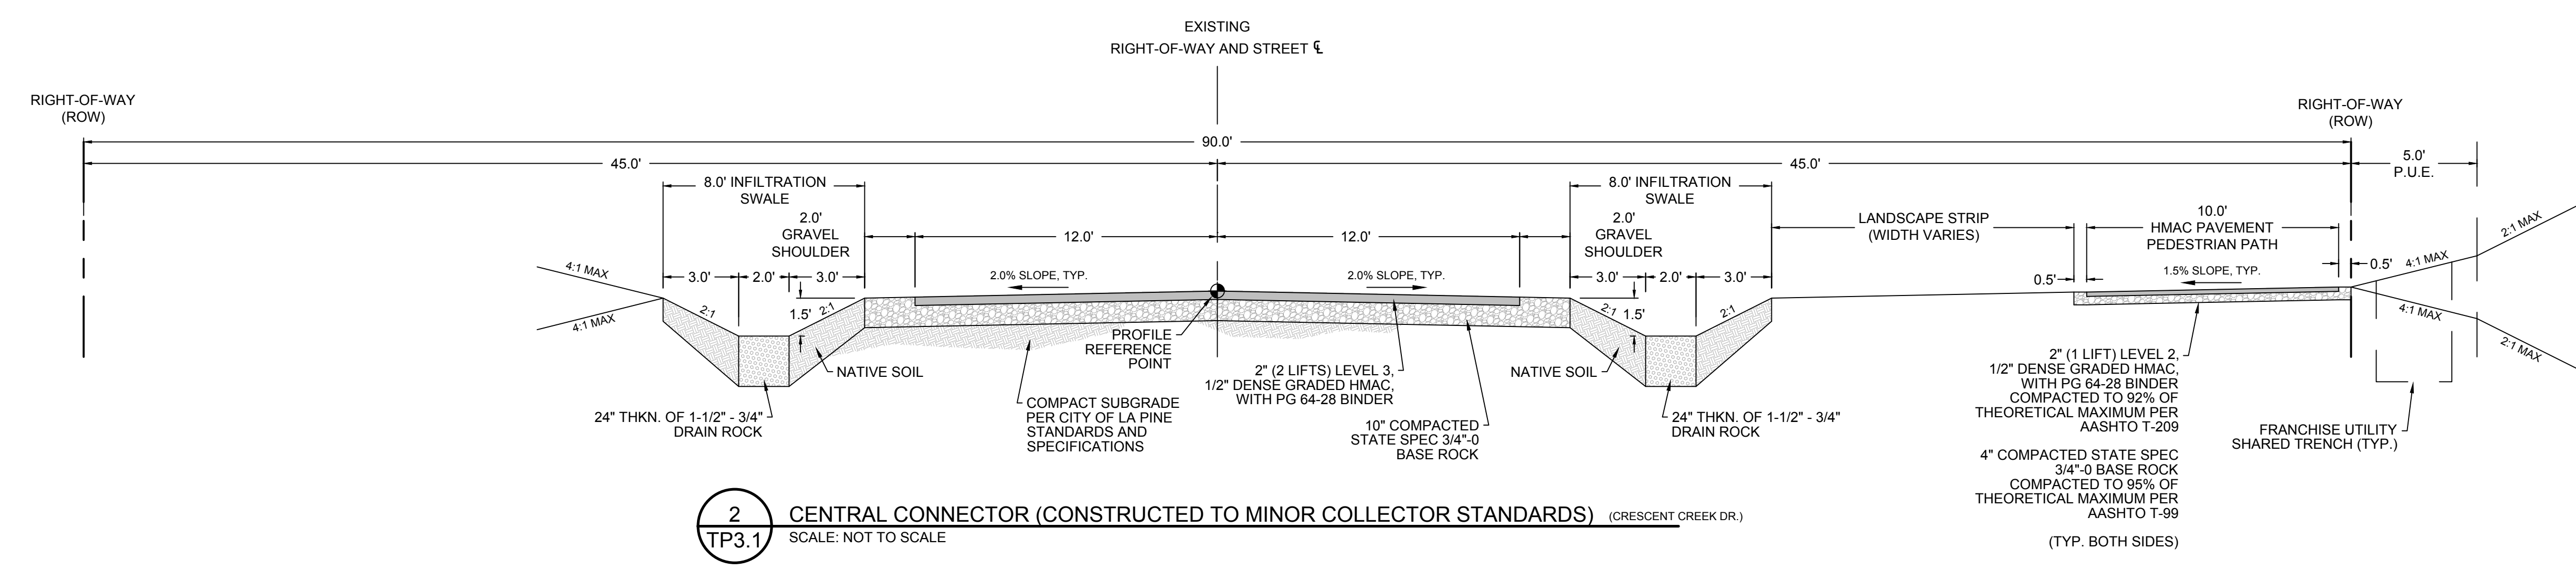 EXISTING
RIGHT-OF-WAY AND STREET ℄
RIGHT-OF-WAY
(ROW)
RIGHT-OF-WAY
(ROW)
90.0'
45.0'
45.0'
5.0'
P.U.E.
8.0' INFILTRATION
SWALE
8.0' INFILTRATION
SWALE
2.0'
GRAVEL
SHOULDER
12.0'
12.0'
2.0'
GRAVEL
SHOULDER
LANDSCAPE STRIP
(WIDTH VARIES)
10.0'
HMAC PAVEMENT
PEDESTRIAN PATH
2:1 MAX
4:1 MAX
3.0'
2.0'
3.0'
2.0% SLOPE, TYP.
2.0% SLOPE, TYP.
3.0'
2.0'
3.0'
0.5'
1.5% SLOPE, TYP.
0.5'
4:1 MAX
4:1 MAX
2:1
1.5'
2:1
2:1
1.5'
2:1
4:1 MAX
2:1 MAX
PROFILE
REFERENCE
POINT
NATIVE SOIL
2" (2 LIFTS) LEVEL 3,
1/2" DENSE GRADED HMAC,
WITH PG 64-28 BINDER
NATIVE SOIL
24" THKN. OF 1-1/2" - 3/4"
DRAIN ROCK
COMPACT SUBGRADE
PER CITY OF LA PINE
STANDARDS AND
SPECIFICATIONS
10" COMPACTED
STATE SPEC 3/4"-0
BASE ROCK
24" THKN. OF 1-1/2" - 3/4"
DRAIN ROCK
2" (1 LIFT) LEVEL 2,
1/2" DENSE GRADED HMAC,
WITH PG 64-28 BINDER
COMPACTED TO 92% OF
THEORETICAL MAXIMUM PER
AASHTO T-209
4" COMPACTED STATE SPEC
3/4"-0 BASE ROCK
COMPACTED TO 95% OF
THEORETICAL MAXIMUM PER
AASHTO T-99
(TYP. BOTH SIDES)
FRANCHISE UTILITY
SHARED TRENCH (TYP.)
2
TP3.1
CENTRAL CONNECTOR (CONSTRUCTED TO MINOR COLLECTOR STANDARDS) (CRESCENT CREEK DR.)
SCALE: NOT TO SCALE